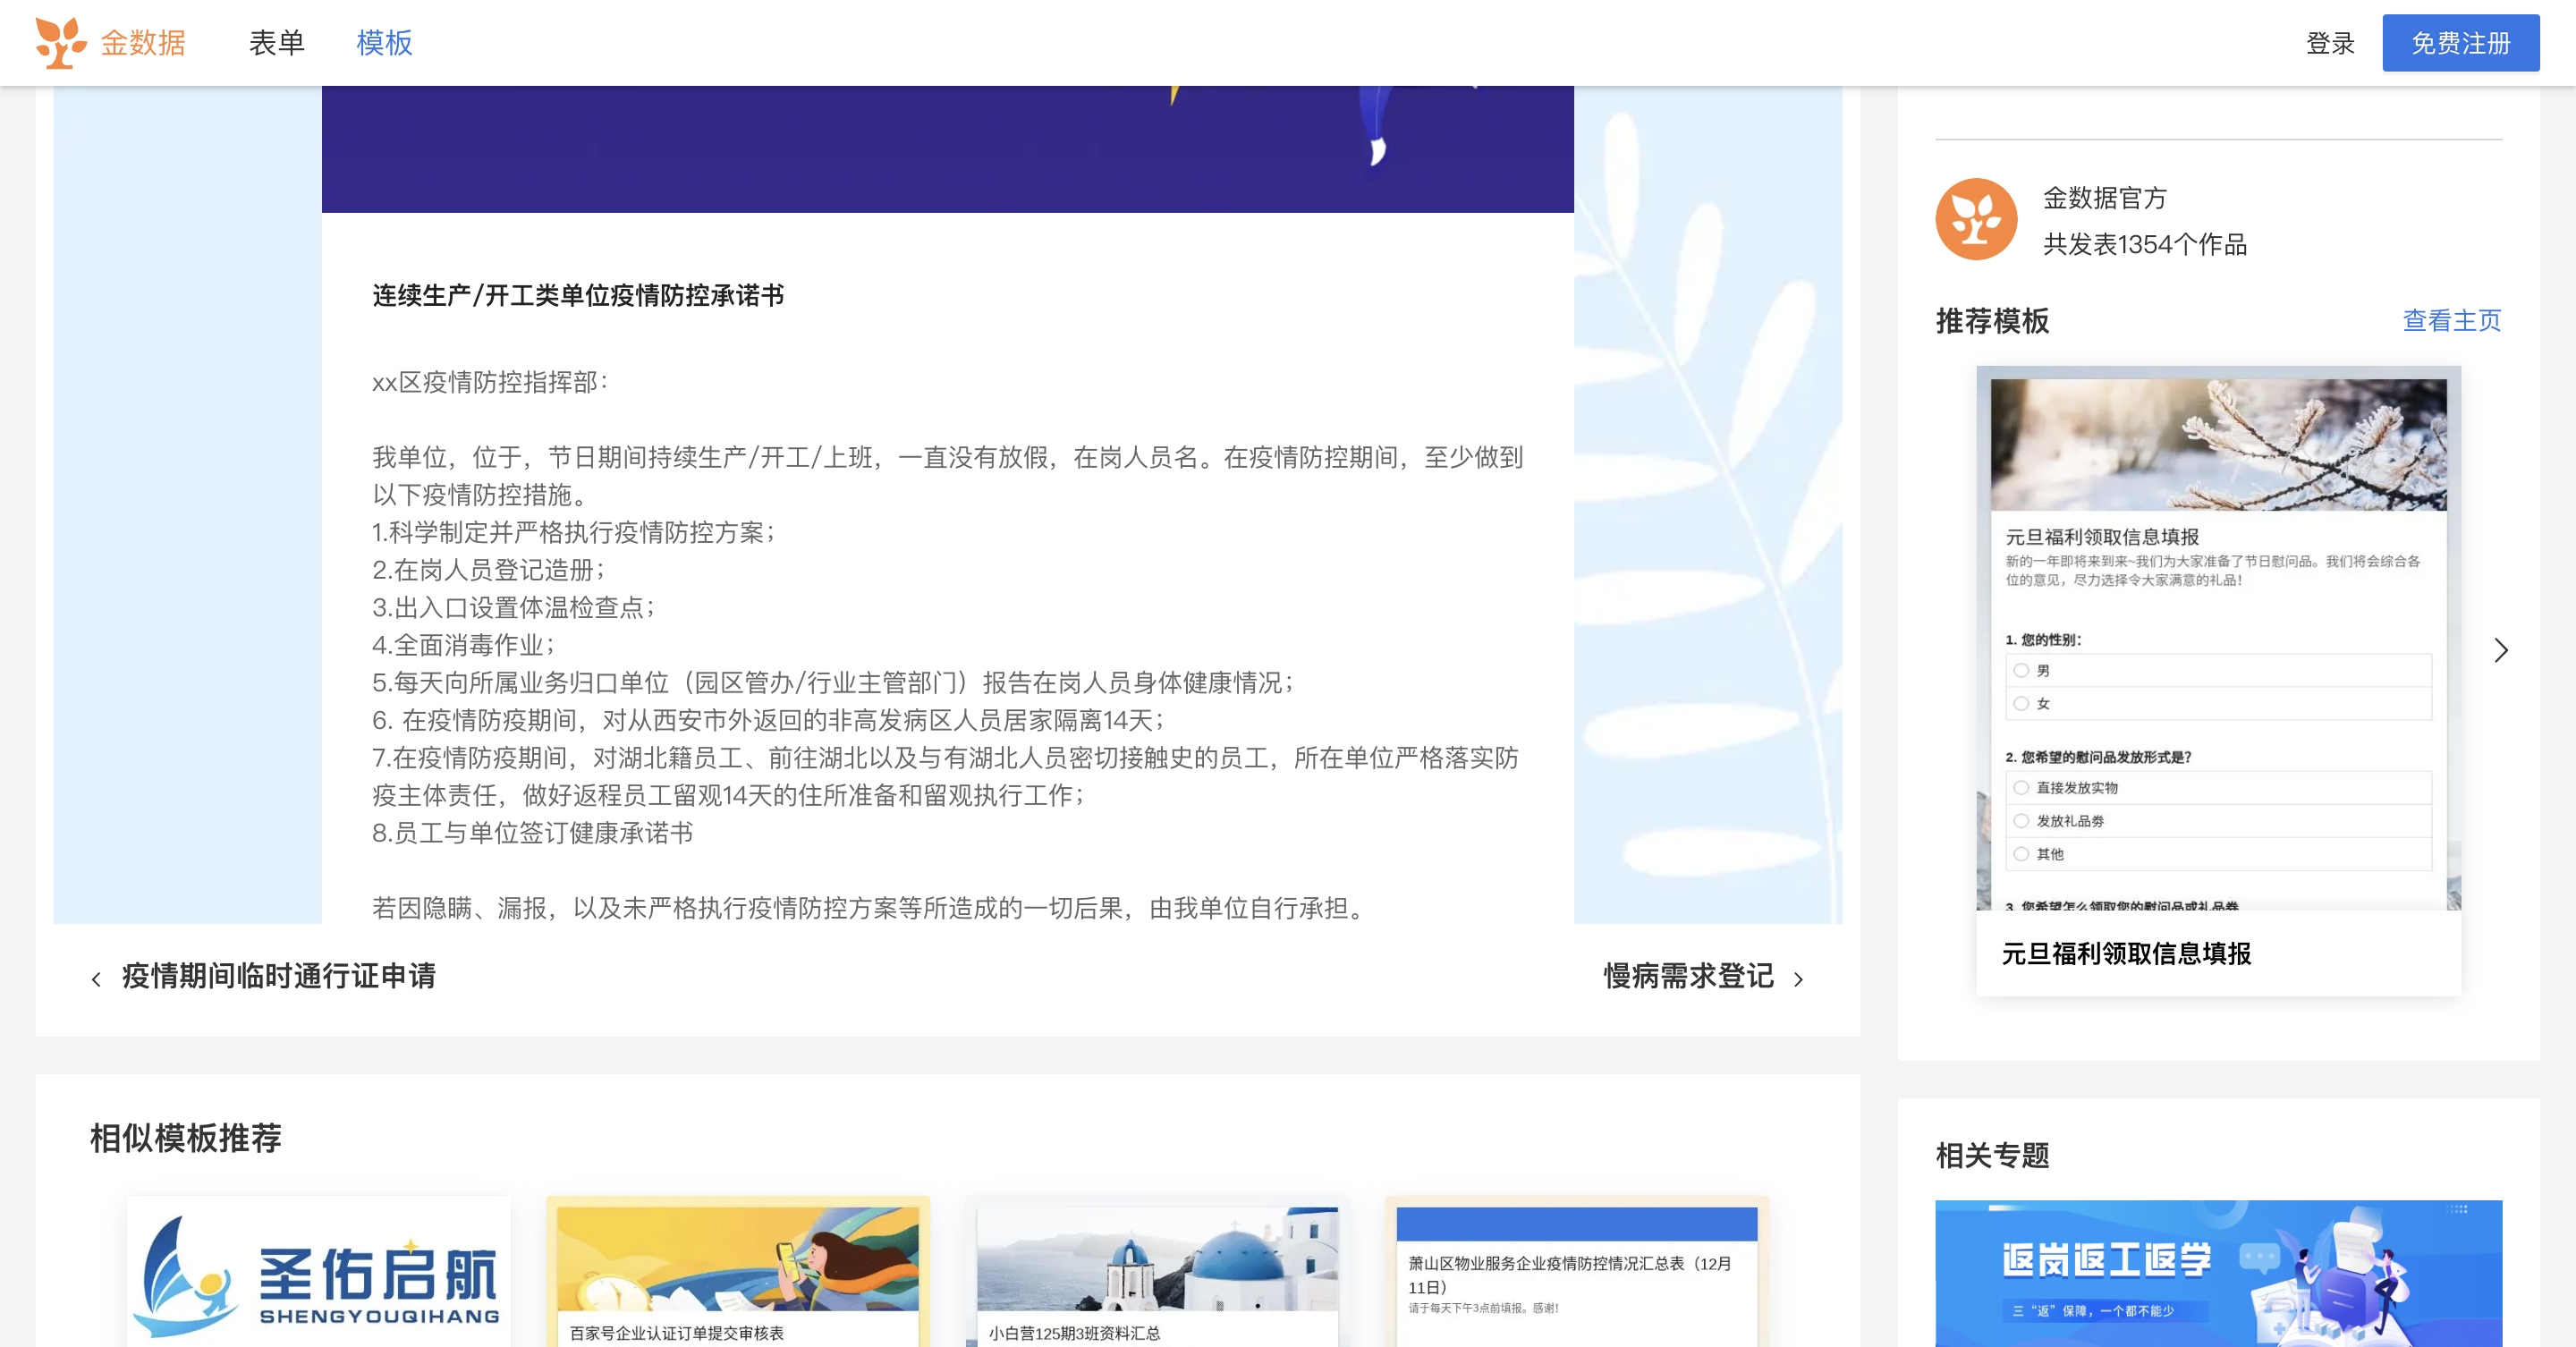 金数据
表单
模板
登录
免费注册
连续生产/开工类单位疫情防控承诺书
xx区疫情防控指挥部：
我单位，位于，节日期间持续生产/开工/上班，一直没有放假，在岗人员名。在疫情防控期间，至少做到
以下疫情防控措施。
1.科学制定并严格执行疫情防控方案；
2.在岗人员登记造册；
3.出入口设置体温检查点；
4.全面消毒作业；
5.每天向所属业务归口单位（园区管办/行业主管部门）报告在岗人员身体健康情况；
6. 在疫情防疫期间，对从西安市外返回的非高发病区人员居家隔离14天；
7.在疫情防疫期间，对湖北籍员工、前往湖北以及与有湖北人员密切接触史的员工，所在单位严格落实防
疫主体责任，做好返程员工留观14天的住所准备和留观执行工作；
8.员工与单位签订健康承诺书
若因隐瞒、漏报，以及未严格执行疫情防控方案等所造成的一切后果，由我单位自行承担。
疫情期间临时通行证申请
慢病需求登记
相似模板推荐
圣佑启航
SHENGYOUQIHANG
百家号企业认证订单提交审核表
小白营125期3班资料汇总
萧山区物业服务企业疫情防控情况汇总表（12月
11日）
请于每天下午3点前填报。感谢！
金数据官方
共发表1354个作品
推荐模板
查看主页
元旦福利领取信息填报
新的一年即将来到来~我们为大家准备了节日慰问品。我们将会综合各
位的意见，尽力选择令大家满意的礼品！
1. 您的性别：
男
女
2. 您希望的慰问品发放形式是？
直接发放实物
发放礼品券
其他
3. 您希望怎么领取您的慰问品或礼品券
元旦福利领取信息填报
相关专题
返岗返工返学
三“返”保障，一个都不能少